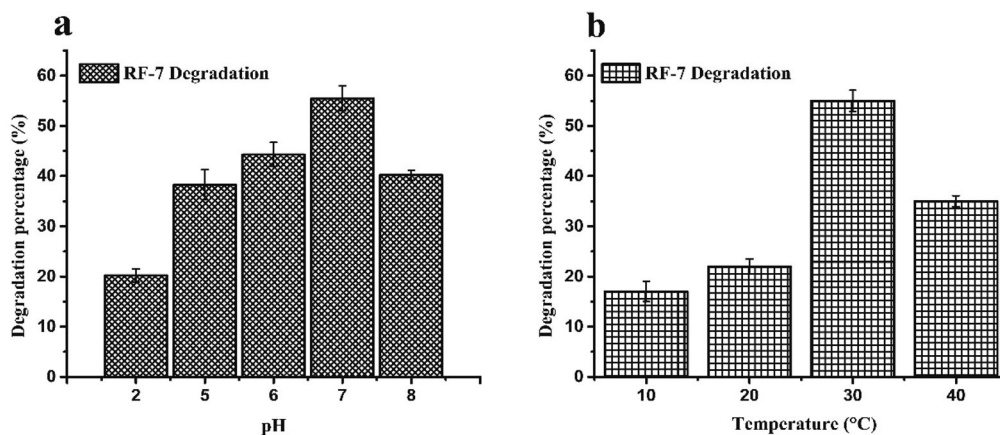 a
RF-7 Degradation
Degradation percentage (%)
60
50
40
30
20
10
0
2 5 6 7 8
pH
b
RF-7 Degradation
Degradation percentage (%)
60
50
40
30
20
10
0
10 20 30 40
Temperature (°C)